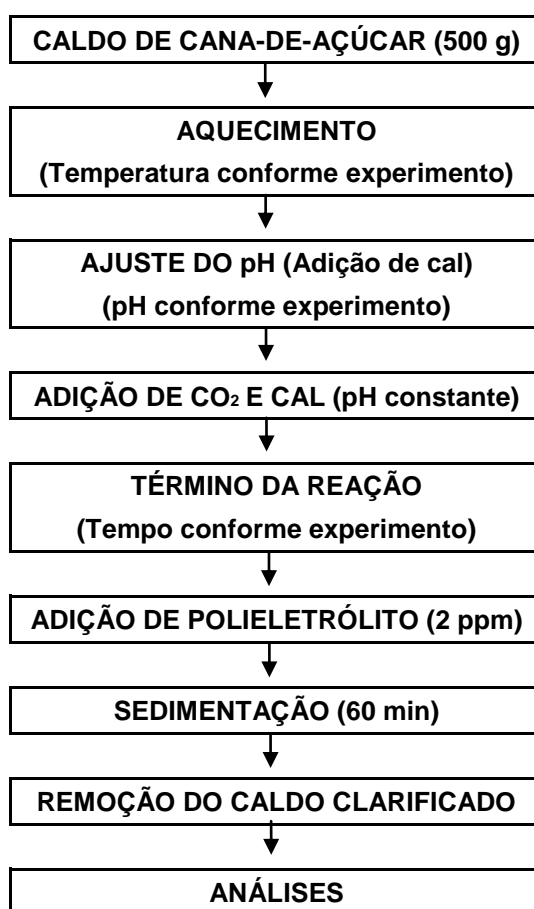 CALDO DE CANA-DE-AÇÚCAR (500 g)
AQUECIMENTO
(Temperatura conforme experimento)
AJUSTE DO pH (Adição de cal)
(pH conforme experimento)
ADIÇÃO DE CO₂ E CAL (pH constante)
TÉRMINO DA REAÇÃO
(Tempo conforme experimento)
ADIÇÃO DE POLIELETRÓLITO (2 ppm)
SEDIMENTAÇÃO (60 min)
REMOÇÃO DO CALDO CLARIFICADO
ANÁLISES